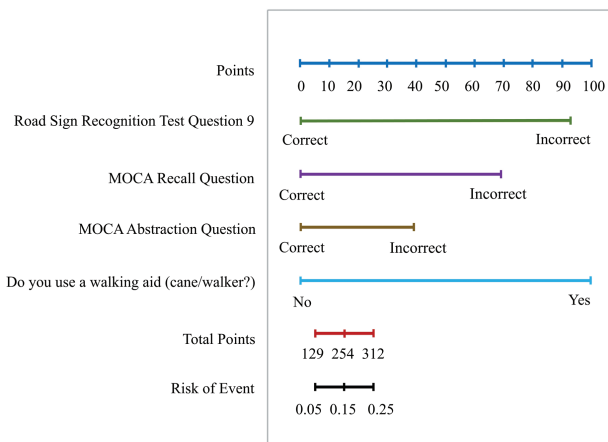 Points
0 10 20 30 40 50 60 70 80 90 100
Road Sign Recognition Test Question 9
Correct Incorrect
MOCA Recall Question
Correct Incorrect
MOCA Abstraction Question
Correct Incorrect
Do you use a walking aid (cane/walker?)
No Yes
Total Points
129 254 312
Risk of Event
0.05 0.15 0.25